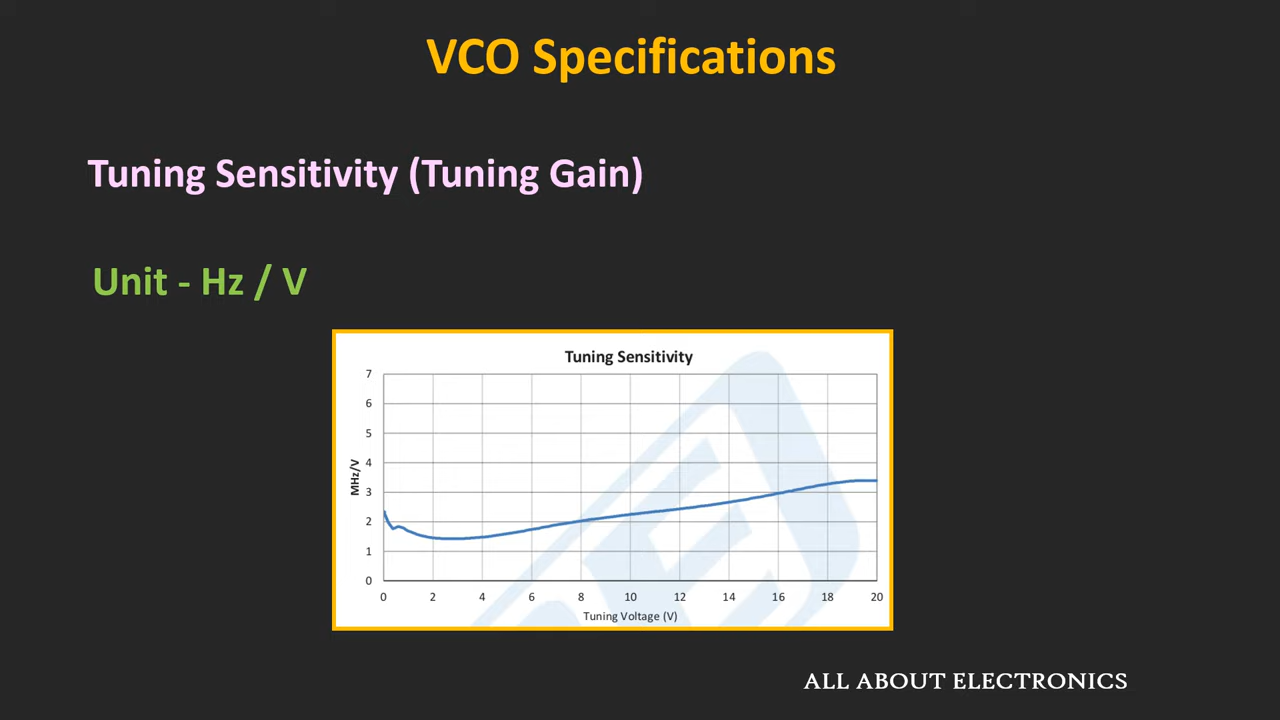 VCO Specifications
Tuning Sensitivity (Tuning Gain)
Unit - Hz / V
Tuning Sensitivity
7
6
5
4
3
2
1
0
MHz/V
0 2 4 6 8 10 12 14 16 18 20
Tuning Voltage (V)
ALL ABOUT ELECTRONICS